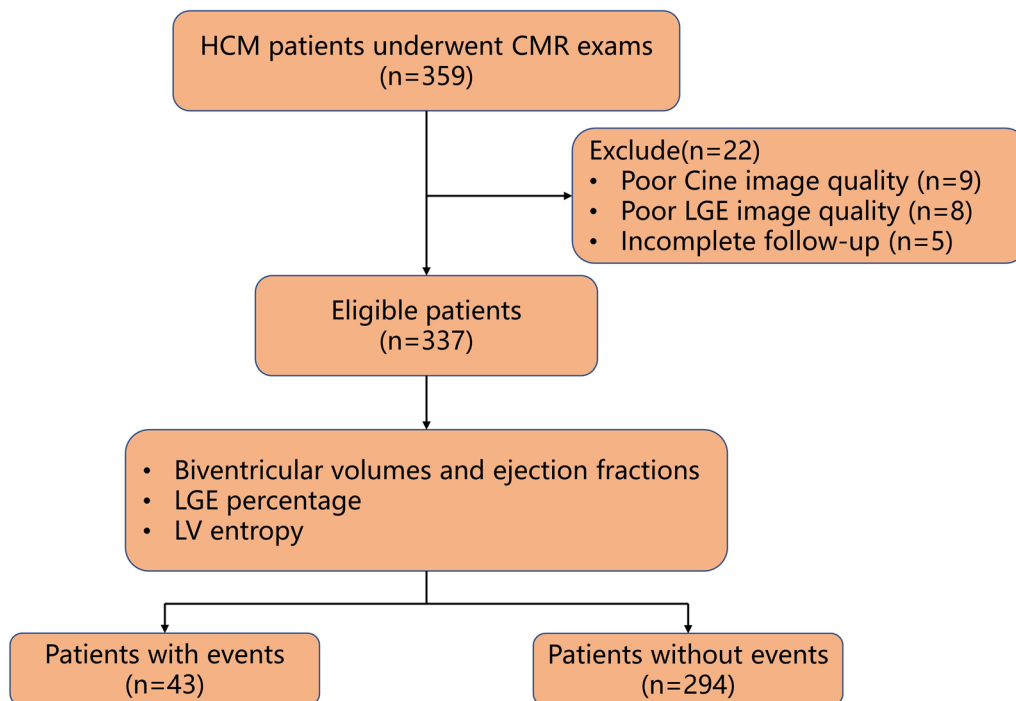 HCM patients underwent CMR exams
(n=359)
Exclude(n=22)
• Poor Cine image quality (n=9)
• Poor LGE image quality (n=8)
• Incomplete follow-up (n=5)
Eligible patients
(n=337)
• Biventricular volumes and ejection fractions
• LGE percentage
• LV entropy
Patients with events
(n=43)
Patients without events
(n=294)